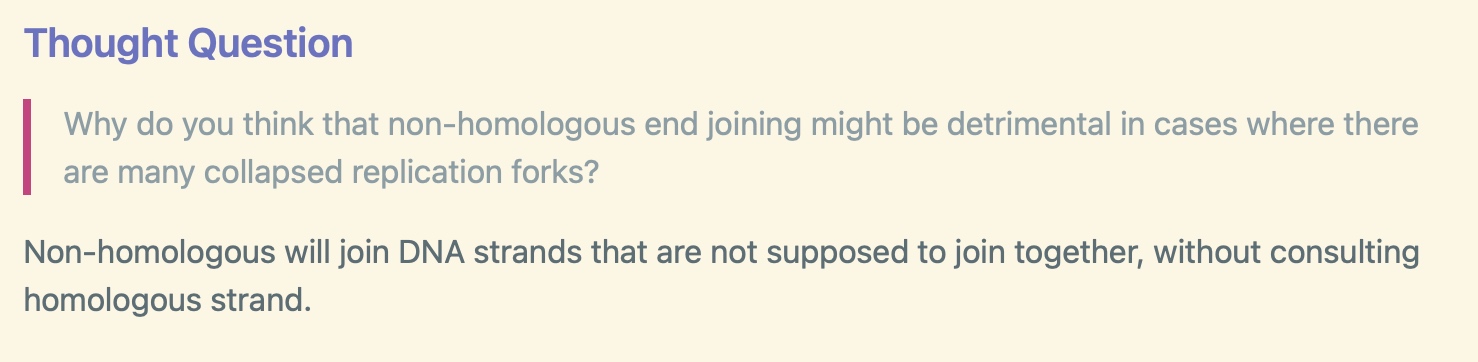 Thought Question
Why do you think that non-homologous end joining might be detrimental in cases where there
are many collapsed replication forks?
Non-homologous will join DNA strands that are not supposed to join together, without consulting
homologous strand.